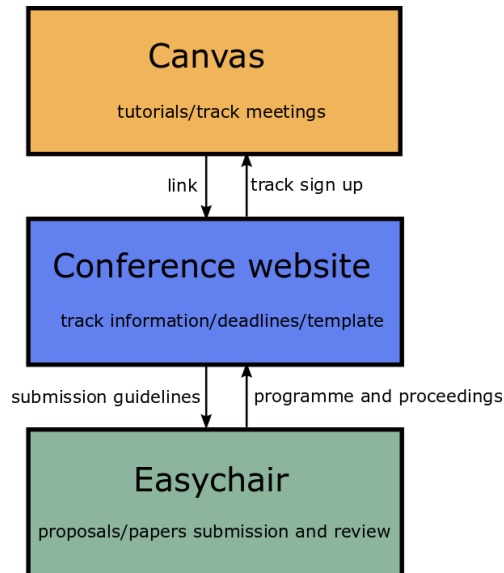 Canvas
tutorials/track meetings
link
track sign up
Conference website
track information/deadlines/template
submission guidelines
programme and proceedings
Easychair
proposals/papers submission and review